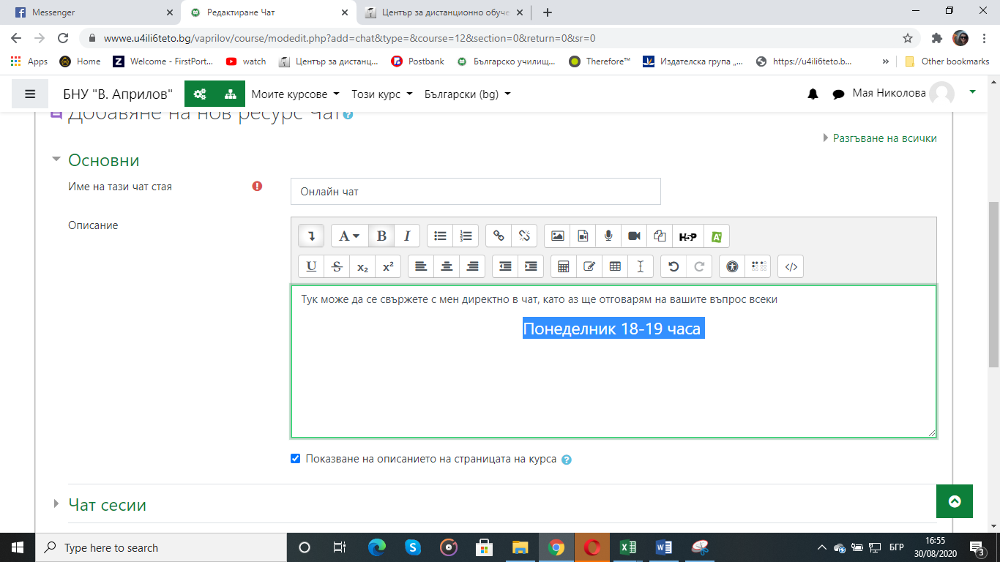 Messenger
Редактиране Чат
Център за дистанционно обуче
wwwe.u4ili6teto.bg/vaprilov/course/modedit.php?add=chat&type=&course=12&section=0&return=0&sr=0
Apps
Home
Welcome - FirstPort...
watch
Център за дистанц...
Postbank
Българско училищ...
Therefore™
Издателска група „...
https://u4ili6teto.b...
»
Other bookmarks
БНУ "В. Априлов"
Моите курсове
Този курс
Български (bg)
Мая Николова
Добавяне на нов ресурс Чат
Разгъване на всички
Основни
Име на тази чат стая
Онлайн чат
Описание
A B I
H5P
U S x₂ x²
</>
Тук може да се свържете с мен директно в чат, като аз ще отговарям на вашите въпрос всеки
Понеделник 18-19 часа
Показване на описанието на страницата на курса
Чат сесии
Type here to search
БГР
16:55
30/08/2020
3